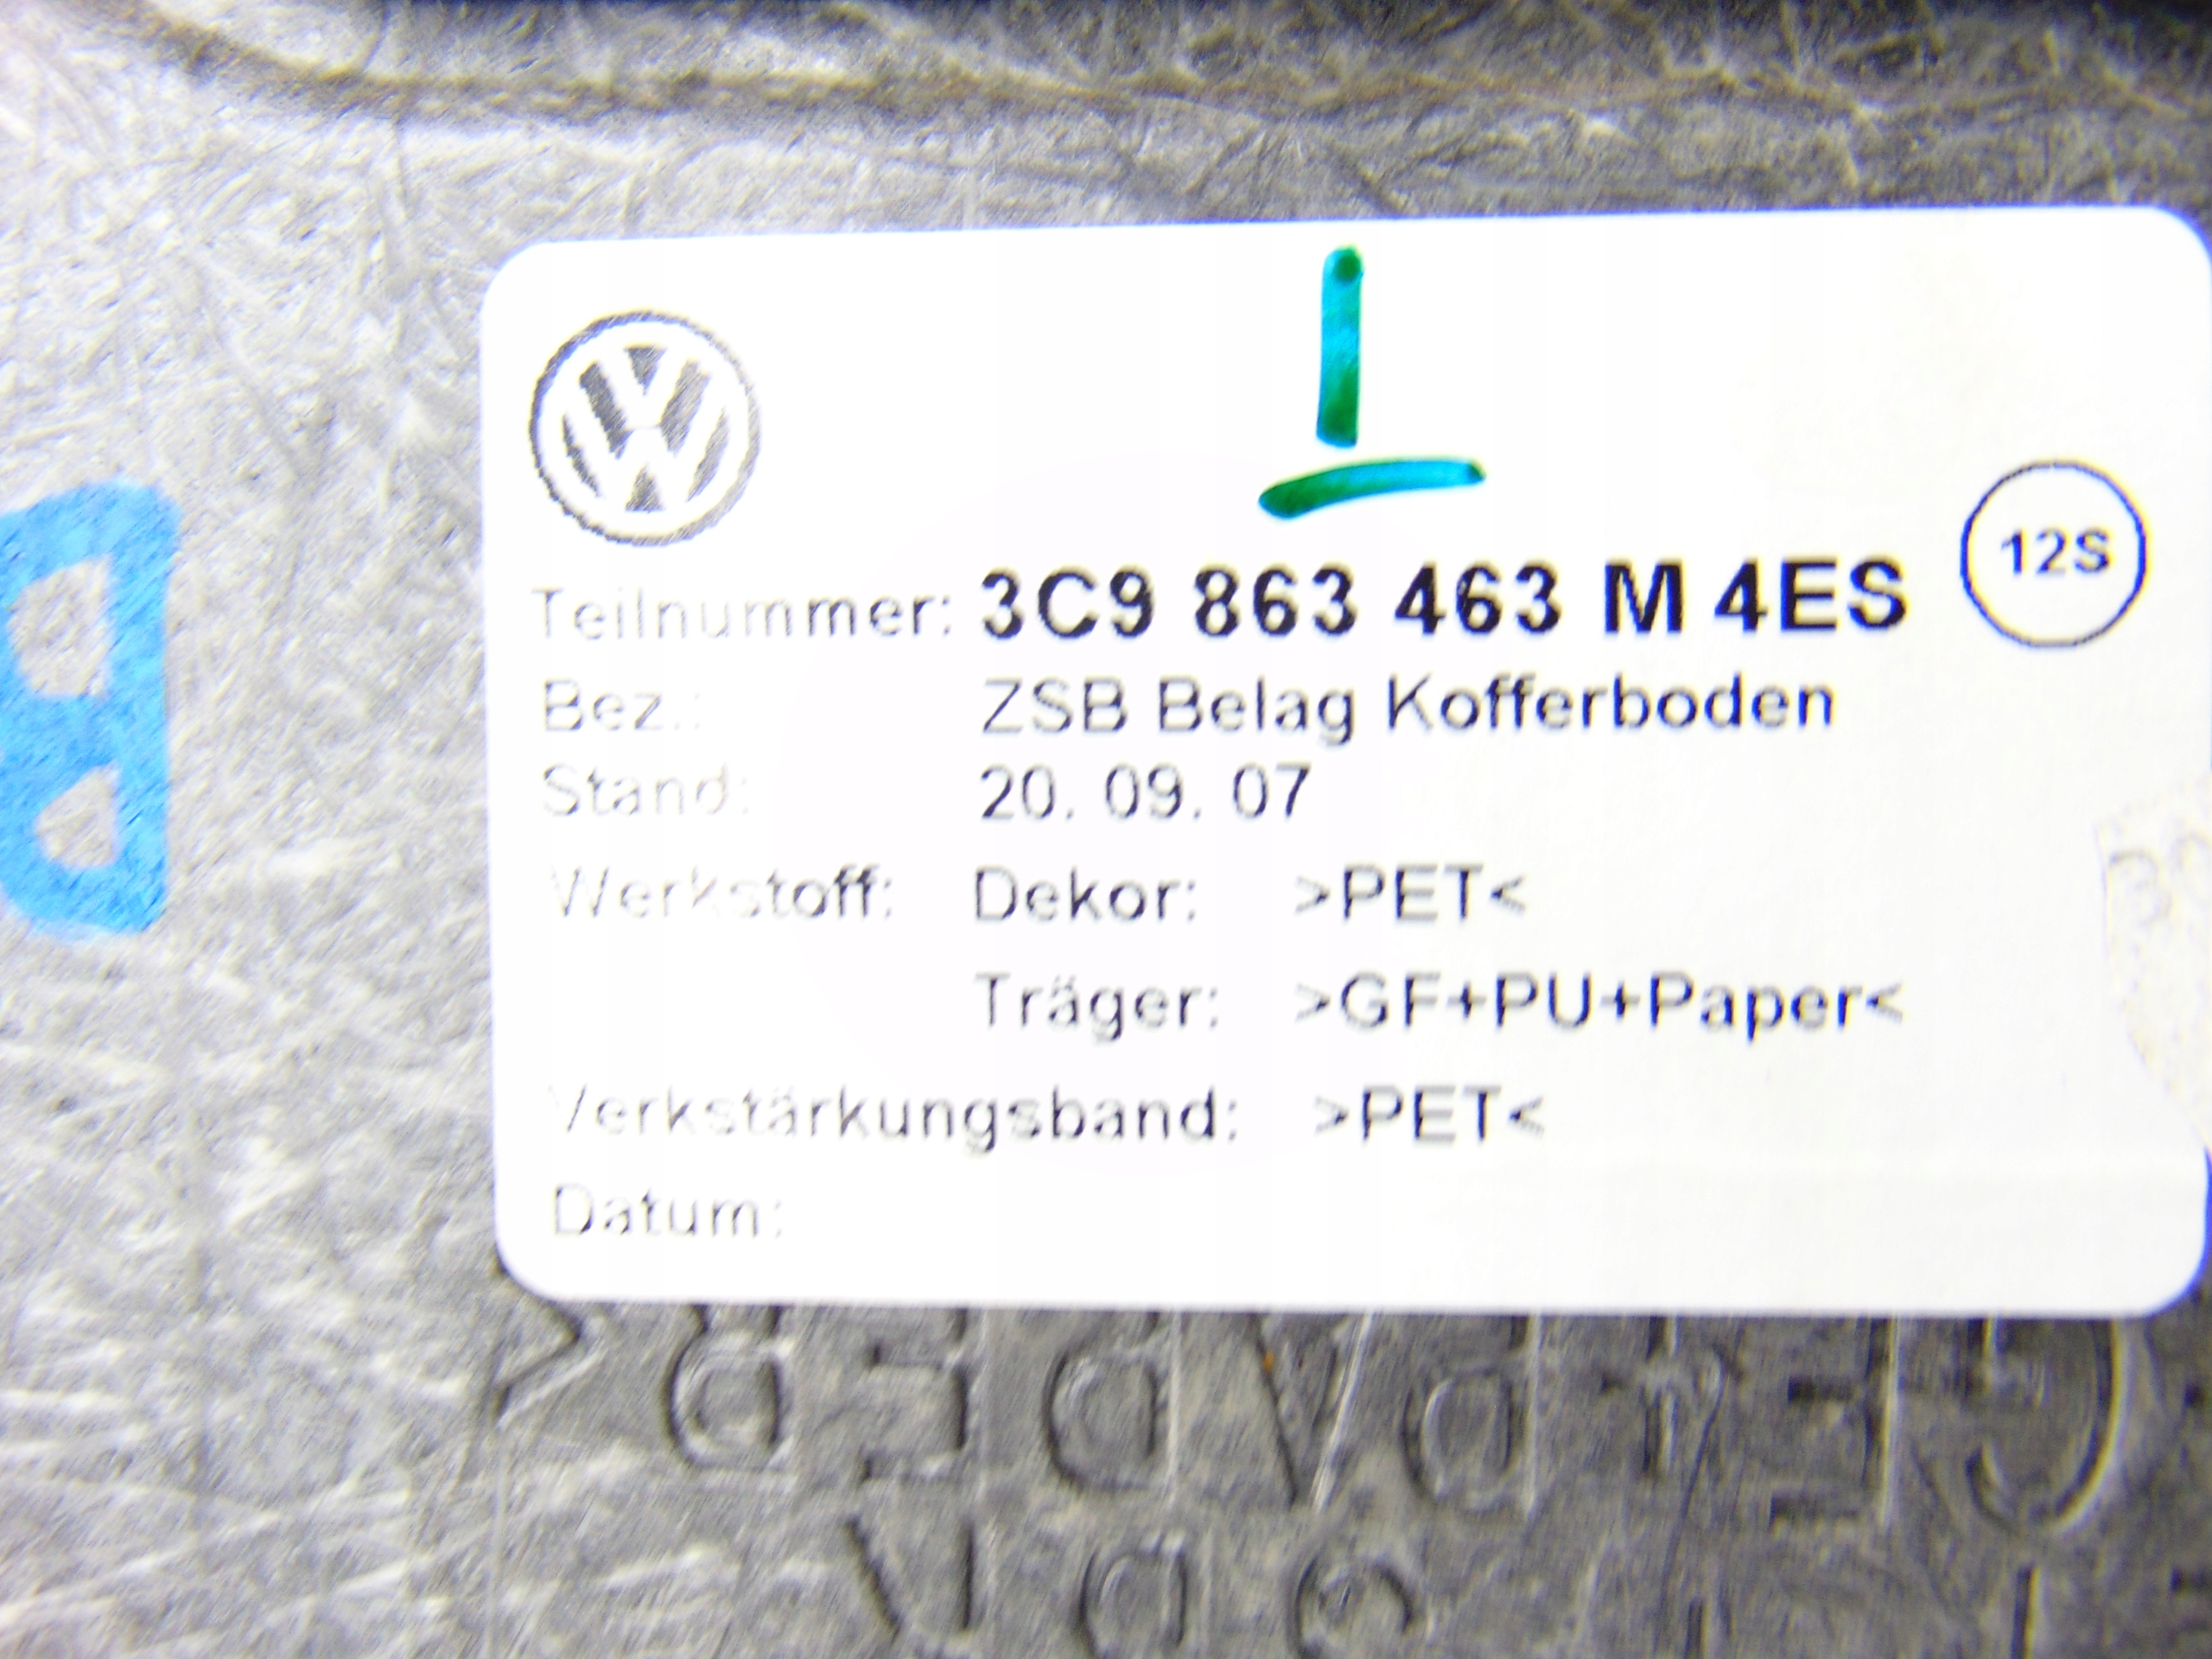 Teilnummer: 3C9 863 463 M 4ES
12S
Bez.: ZSB Belag Kofferboden
Stand: 20. 09. 07
Werkstoff: Dekor: >PET<
Träger: >GF+PU+Paper<
Verkstärkungsband: >PET<
Datum: